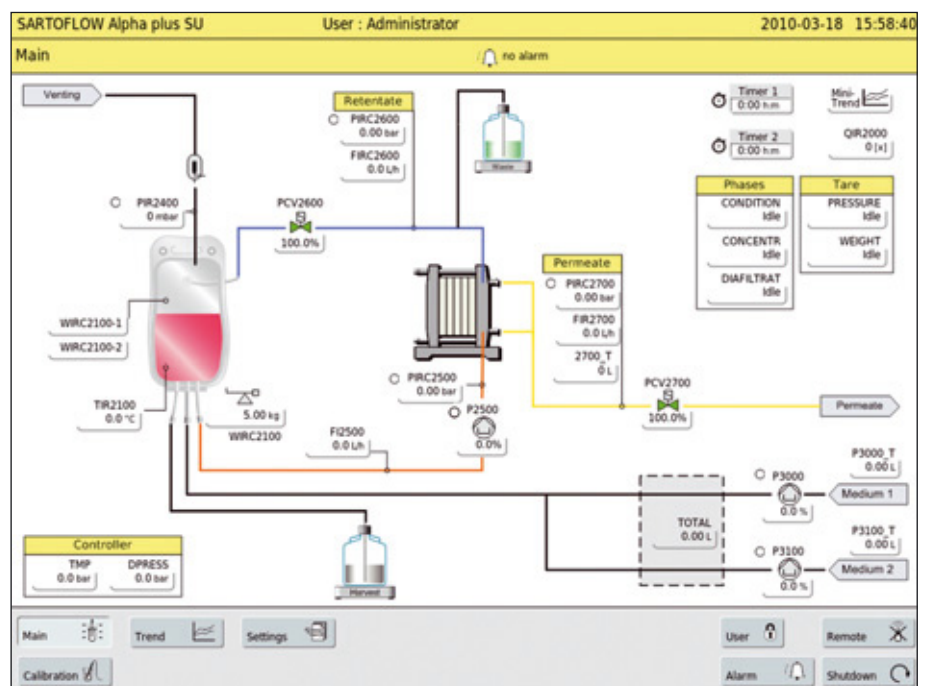 SARTOFLOW Alpha plus SU User : Administrator 2010-03-18 15:58:40
Main no alarm
Venting
Retentate
PIRC2600
0.00 bar
FIRC2600
0.0 L/h
Waste
Timer 1
0:00 h:m
Mini-
Trend
Timer 2
0:00 h:m
QIR2000
0 [x]
Phases
CONDITION
Idle
CONCENTR
Idle
DIAFILTRAT
Idle
Tare
PRESSURE
Idle
WEIGHT
Idle
PIR2400
0 mbar
PCV2600
100.0%
Permeate
PIRC2700
0.00 bar
FIR2700
0.0 L/h
2700_T
0 L
WIRC2100-1
WIRC2100-2
PIRC2500
0.00 bar
PCV2700
100.0%
Permeate
TIR2100
0.0 °C
5.00 kg
WIRC2100
FI2500
0.0 L/h
P2500
0.0%
P3000_T
0.00 L
P3000
0.0 %
Medium 1
TOTAL
0.00 L
P3100_T
0.00 L
P3100
0.0 %
Medium 2
Controller
TMP DPRESS
0.0 bar 0.0 bar
Harvest
Main Trend Settings User Remote
Calibration Alarm Shutdown